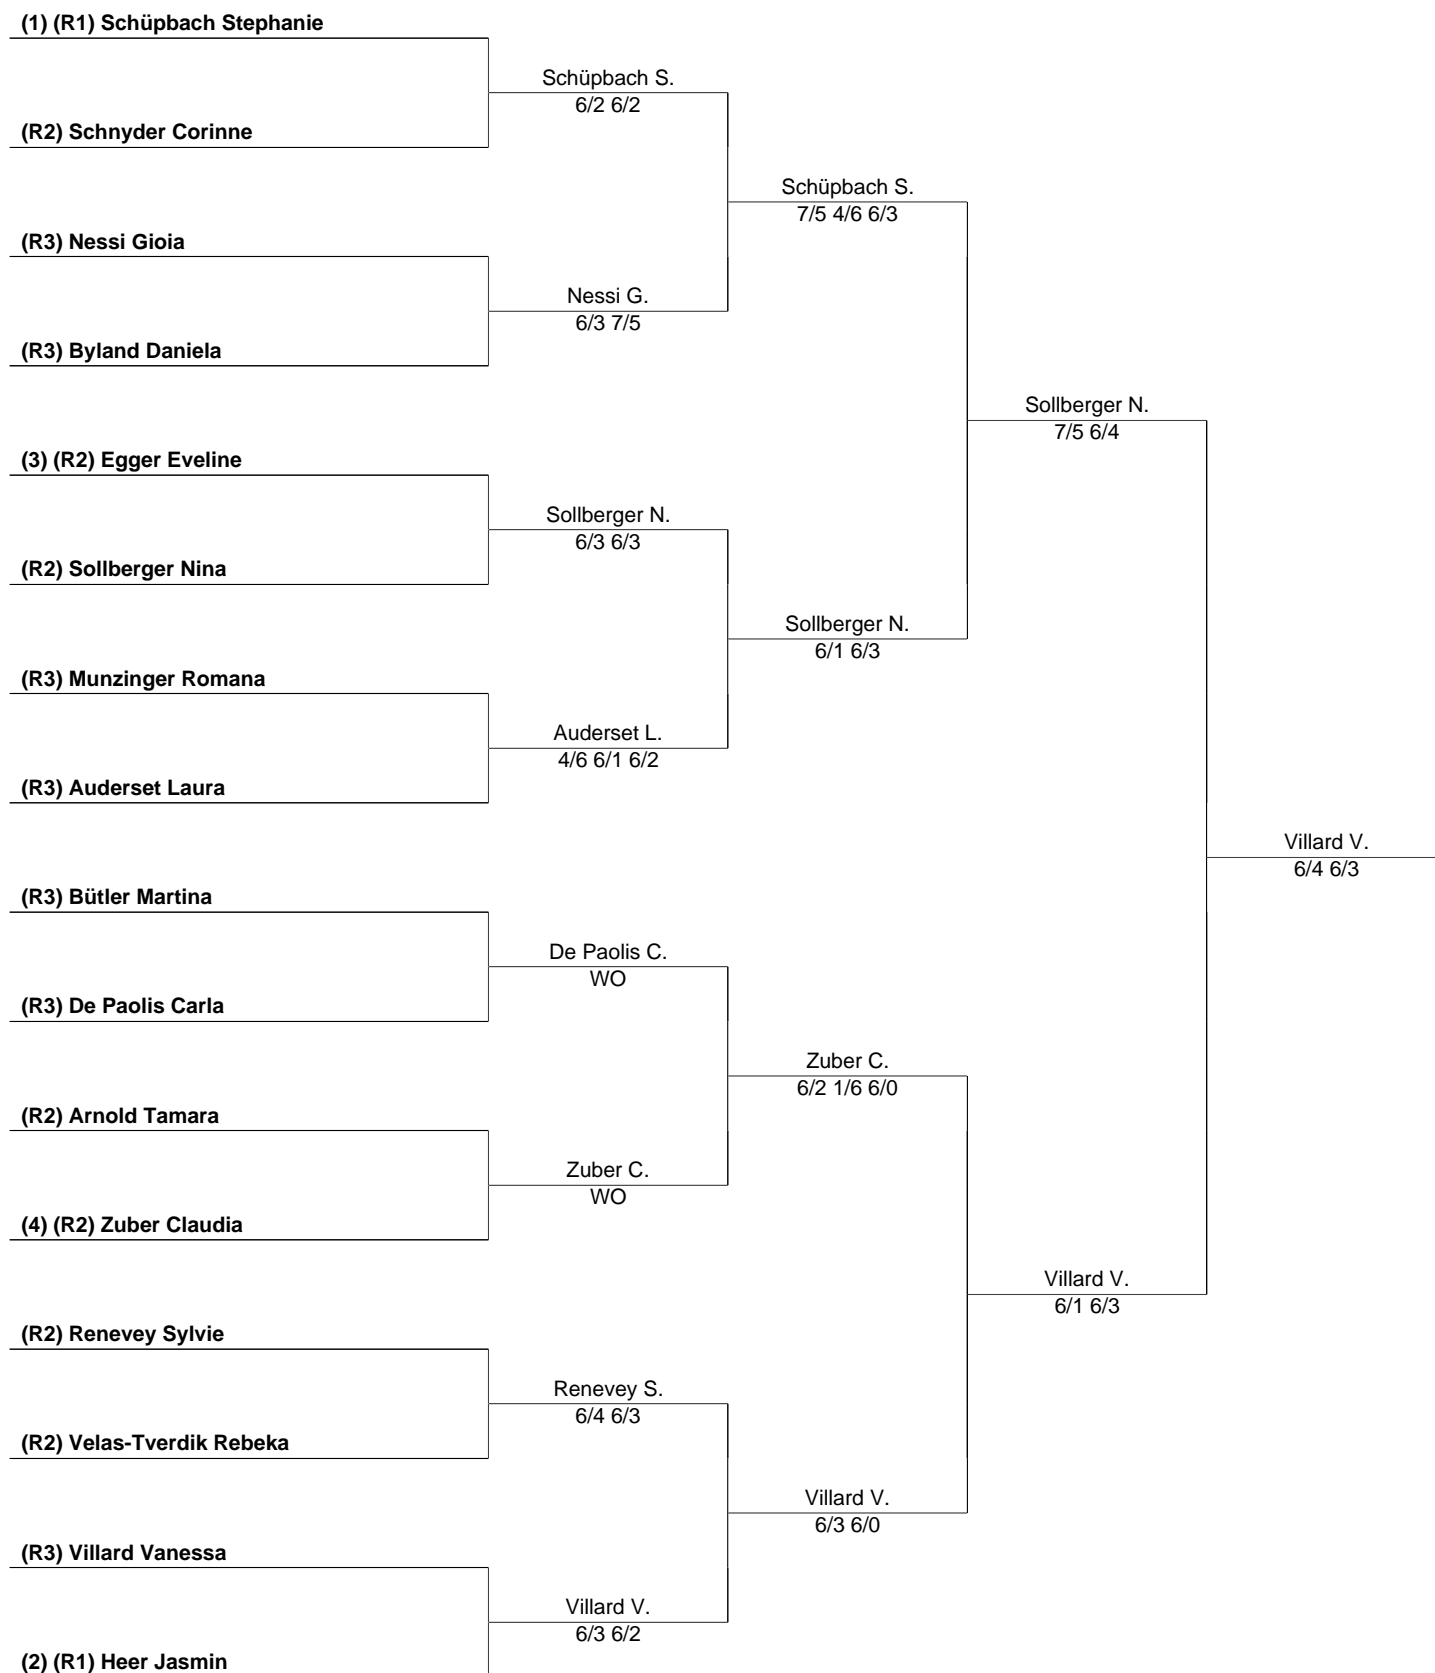 (1) (R1) Schüpbach Stephanie
Schüpbach S.
6/2 6/2
(R2) Schnyder Corinne
Schüpbach S.
7/5 4/6 6/3
(R3) Nessi Gioia
Nessi G.
6/3 7/5
(R3) Byland Daniela
Sollberger N.
7/5 6/4
(3) (R2) Egger Eveline
Sollberger N.
6/3 6/3
(R2) Sollberger Nina
Sollberger N.
6/1 6/3
(R3) Munzinger Romana
Auderset L.
4/6 6/1 6/2
(R3) Auderset Laura
Villard V.
6/4 6/3
(R3) Bütler Martina
De Paolis C.
WO
(R3) De Paolis Carla
Zuber C.
6/2 1/6 6/0
(R2) Arnold Tamara
Zuber C.
WO
(4) (R2) Zuber Claudia
Villard V.
6/1 6/3
(R2) Renevey Sylvie
Renevey S.
6/4 6/3
(R2) Velas-Tverdik Rebeka
Villard V.
6/3 6/0
(R3) Villard Vanessa
Villard V.
6/3 6/2
(2) (R1) Heer Jasmin